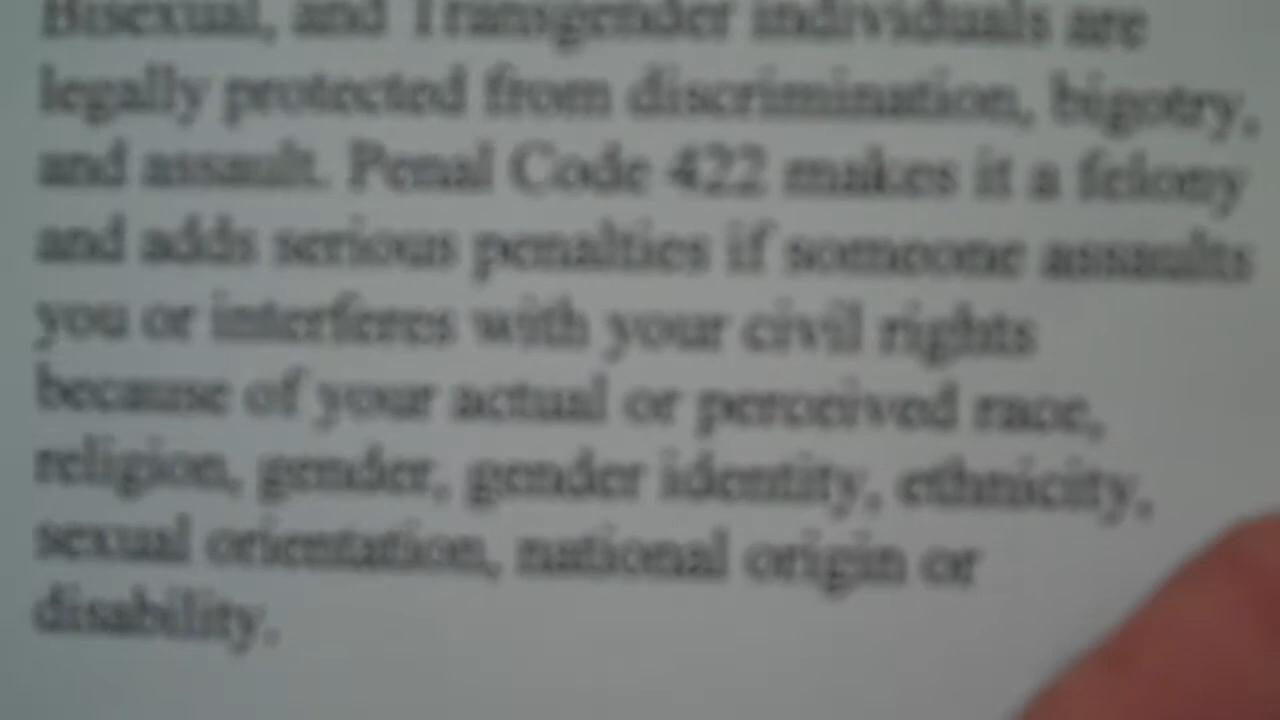 Bisexual, and Transgender individuals are
legally protected from discrimination, bigotry,
and assault. Penal Code 422 makes it a felony
and adds serious penalties if someone assaults
you or interferes with your civil rights
because of your actual or perceived race,
religion, gender, gender identity, ethnicity,
sexual orientation, national origin or
disability.